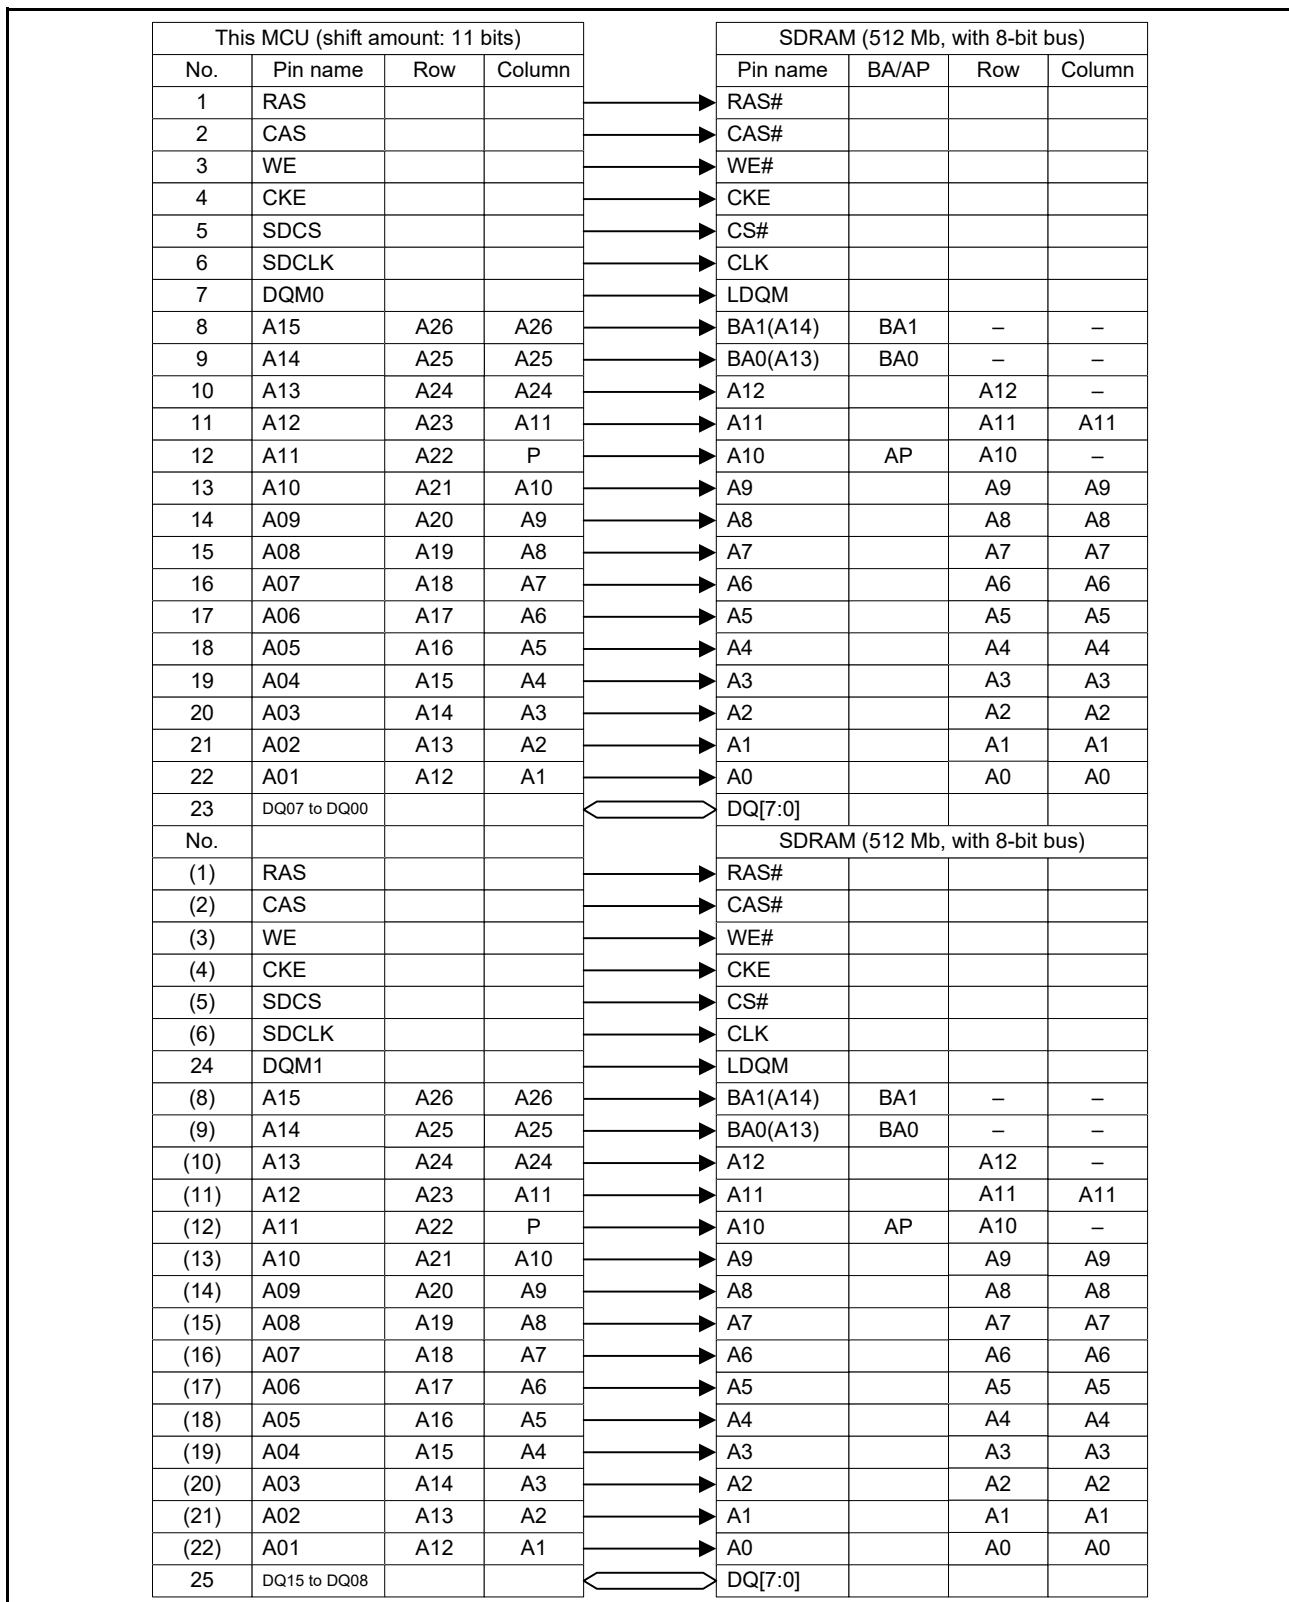 This MCU (shift amount: 11 bits) SDRAM (512 Mb, with 8-bit bus)
No. Pin name Row Column Pin name BA/AP Row Column
1 RAS RAS#
2 CAS CAS#
3 WE WE#
4 CKE CKE
5 SDCS CS#
6 SDCLK CLK
7 DQM0 LDQM
8 A15 A26 A26 BA1(A14) BA1 – –
9 A14 A25 A25 BA0(A13) BA0 – –
10 A13 A24 A24 A12 A12 –
11 A12 A23 A11 A11 A11 A11
12 A11 A22 P A10 AP A10 –
13 A10 A21 A10 A9 A9 A9
14 A09 A20 A9 A8 A8 A8
15 A08 A19 A8 A7 A7 A7
16 A07 A18 A7 A6 A6 A6
17 A06 A17 A6 A5 A5 A5
18 A05 A16 A5 A4 A4 A4
19 A04 A15 A4 A3 A3 A3
20 A03 A14 A3 A2 A2 A2
21 A02 A13 A2 A1 A1 A1
22 A01 A12 A1 A0 A0 A0
23 DQ07 to DQ00 DQ[7:0]
No. SDRAM (512 Mb, with 8-bit bus)
(1) RAS RAS#
(2) CAS CAS#
(3) WE WE#
(4) CKE CKE
(5) SDCS CS#
(6) SDCLK CLK
24 DQM1 LDQM
(8) A15 A26 A26 BA1(A14) BA1 – –
(9) A14 A25 A25 BA0(A13) BA0 – –
(10) A13 A24 A24 A12 A12 –
(11) A12 A23 A11 A11 A11 A11
(12) A11 A22 P A10 AP A10 –
(13) A10 A21 A10 A9 A9 A9
(14) A09 A20 A9 A8 A8 A8
(15) A08 A19 A8 A7 A7 A7
(16) A07 A18 A7 A6 A6 A6
(17) A06 A17 A6 A5 A5 A5
(18) A05 A16 A5 A4 A4 A4
(19) A04 A15 A4 A3 A3 A3
(20) A03 A14 A3 A2 A2 A2
(21) A02 A13 A2 A1 A1 A1
(22) A01 A12 A1 A0 A0 A0
25 DQ15 to DQ08 DQ[7:0]